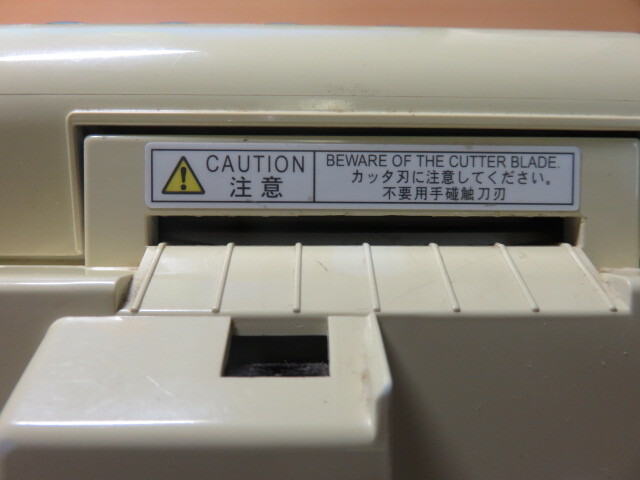 CAUTION
注意
BEWARE OF THE CUTTER BLADE.
カッタ刃に注意してください。
不要用手碰触刀刃